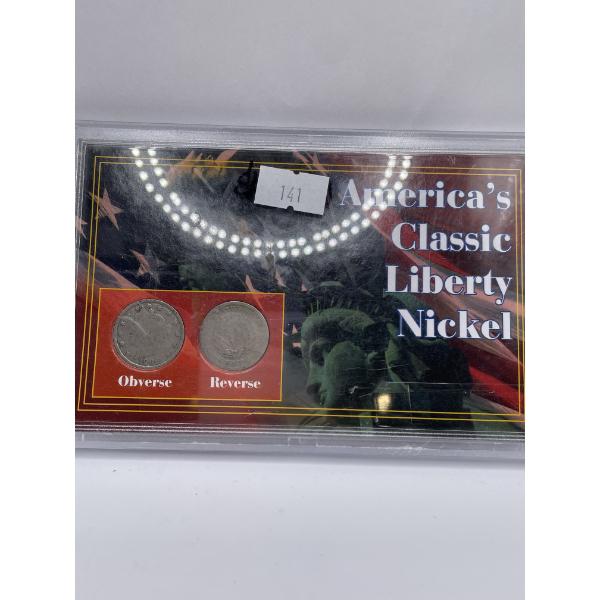 141
America's
Classic
Liberty
Nickel
Obverse
Reverse